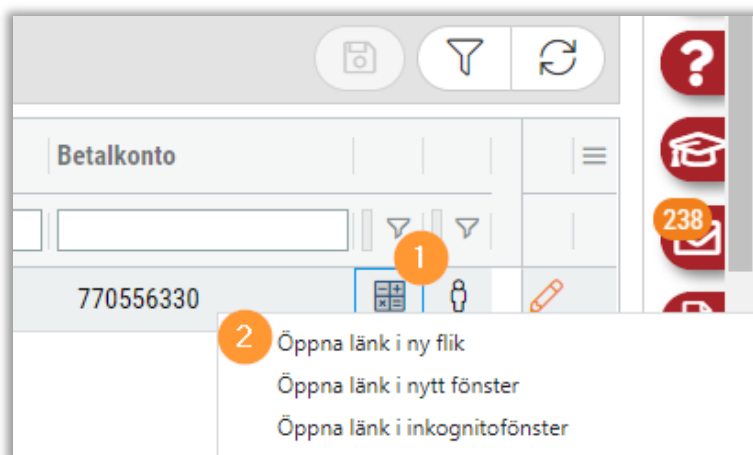 Betalkonto
238
1
770556330
2
Öppna länk i ny flik
Öppna länk i nytt fönster
Öppna länk i inkognitofönster